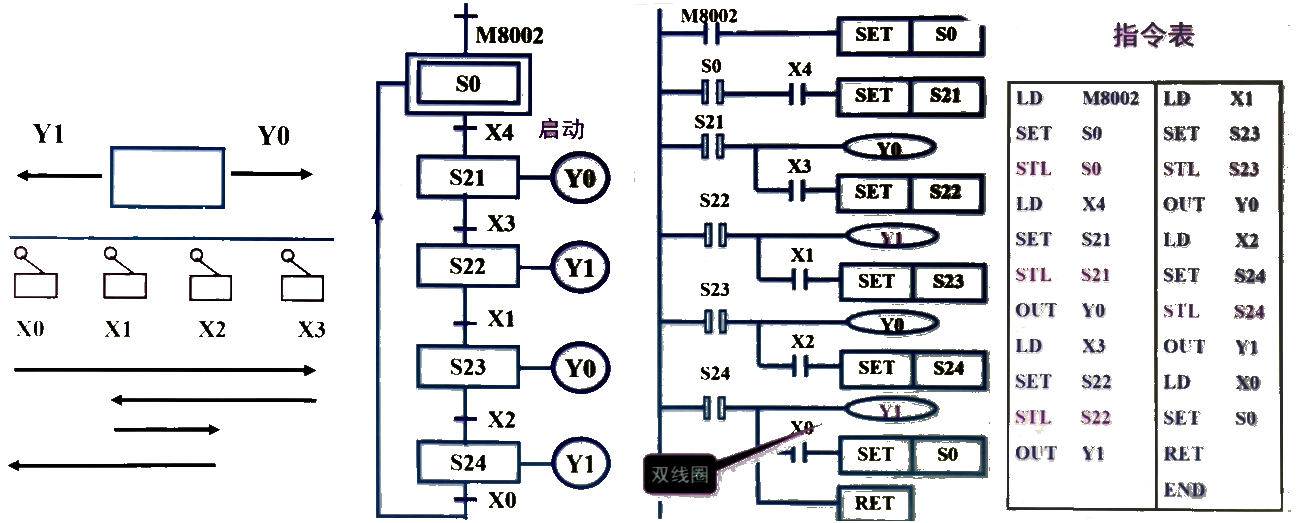 Y1 Y0
X0 X1 X2 X3
M8002
S0
X4 启动
S21 Y0
X3
S22 Y1
X1
S23 Y0
X2
S24 Y1
X0
M8002
SET S0
S0 X4
SET S21
S21
Y0
X3
SET S22
S22
Y1
X1
SET S23
S23
Y0
X2
SET S24
S24
Y1
X0
双线圈
SET S0
RET
指令表
LD M8002 LD X1
SET S0 SET S23
STL S0 STL S23
LD X4 OUT Y0
SET S21 LD X2
STL S21 SET S24
OUT Y0 STL S24
LD X3 OUT Y1
SET S22 LD X0
STL S22 SET S0
OUT Y1 RET
END